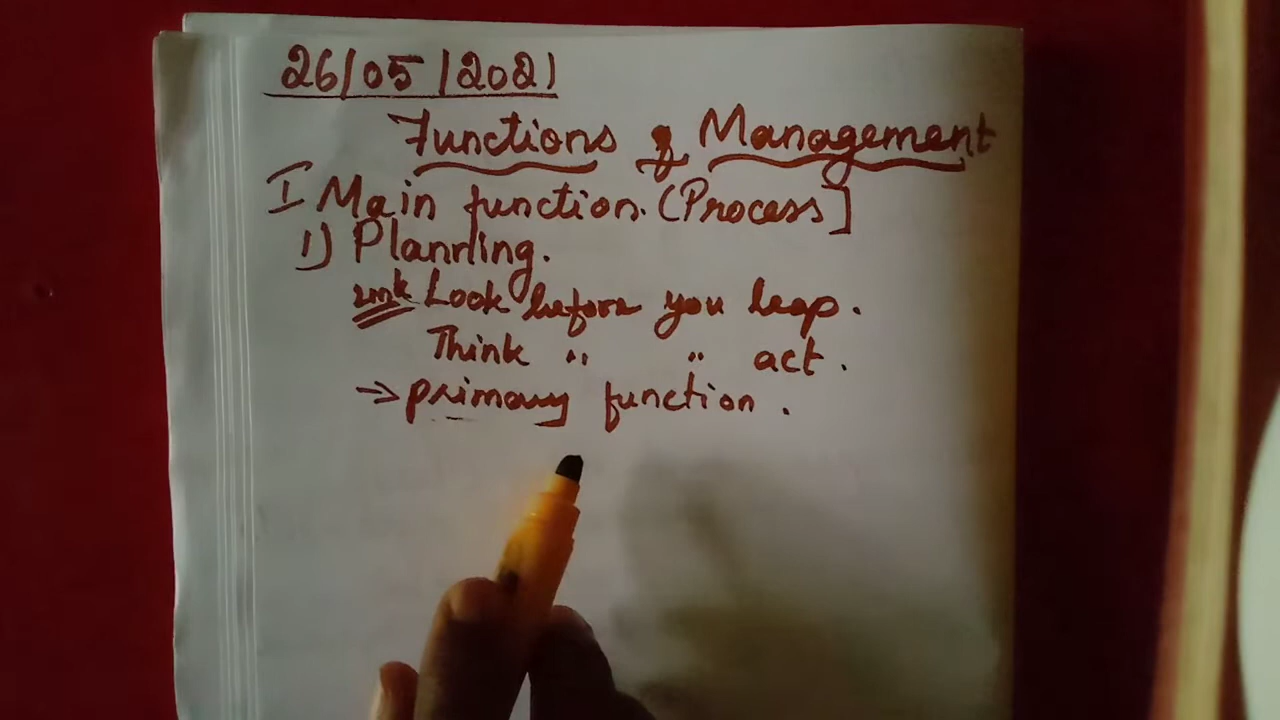 26/05/2021
Functions of Management
I Main function. (Process]
1) Planning.
2mk Look before you leap.
Think " " act.
→ primary function.